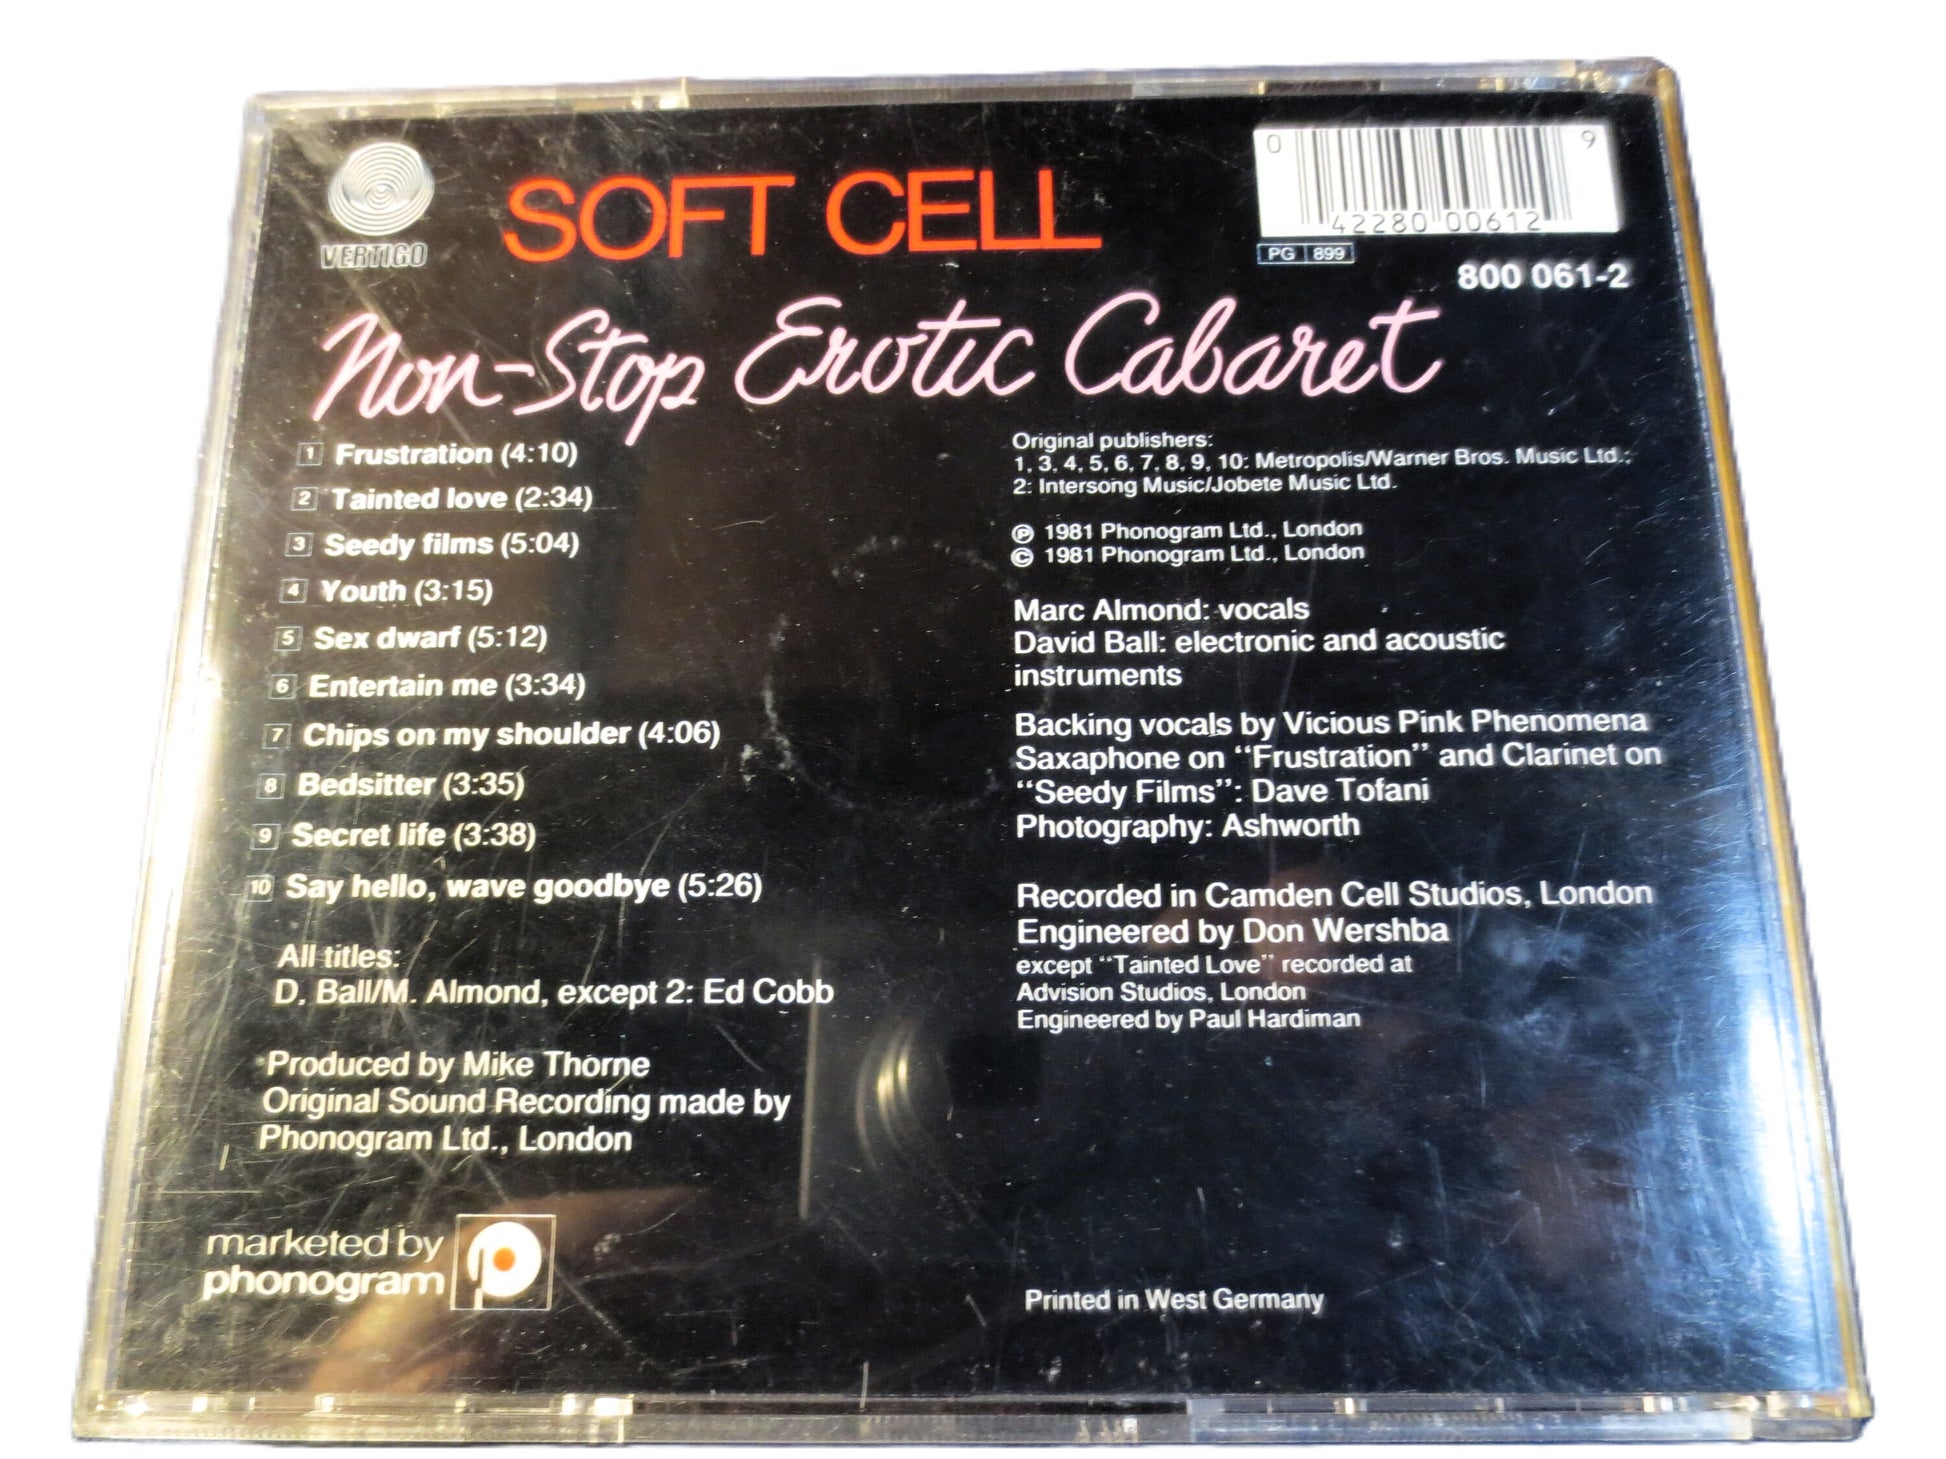 VERTIGO
SOFT CELL
0 9
42280 00612
PG 899
800 061-2
Non-Stop Erotic Cabaret
1 Frustration (4:10)
2 Tainted love (2:34)
3 Seedy films (5:04)
4 Youth (3:15)
5 Sex dwarf (5:12)
6 Entertain me (3:34)
7 Chips on my shoulder (4:06)
8 Bedsitter (3:35)
9 Secret life (3:38)
10 Say hello, wave goodbye (5:26)
All titles:
D. Ball/M. Almond, except 2: Ed Cobb
Produced by Mike Thorne
Original Sound Recording made by
Phonogram Ltd., London
marketed by
phonogram
Original publishers:
1, 3, 4, 5, 6, 7, 8, 9, 10: Metropolis/Warner Bros. Music Ltd.;
2: Intersong Music/Jobete Music Ltd.
℗ 1981 Phonogram Ltd., London
© 1981 Phonogram Ltd., London
Marc Almond: vocals
David Ball: electronic and acoustic
instruments
Backing vocals by Vicious Pink Phenomena
Saxaphone on "Frustration" and Clarinet on
"Seedy Films": Dave Tofani
Photography: Ashworth
Recorded in Camden Cell Studios, London
Engineered by Don Wershba
except "Tainted Love" recorded at
Advision Studios, London
Engineered by Paul Hardiman
Printed in West Germany